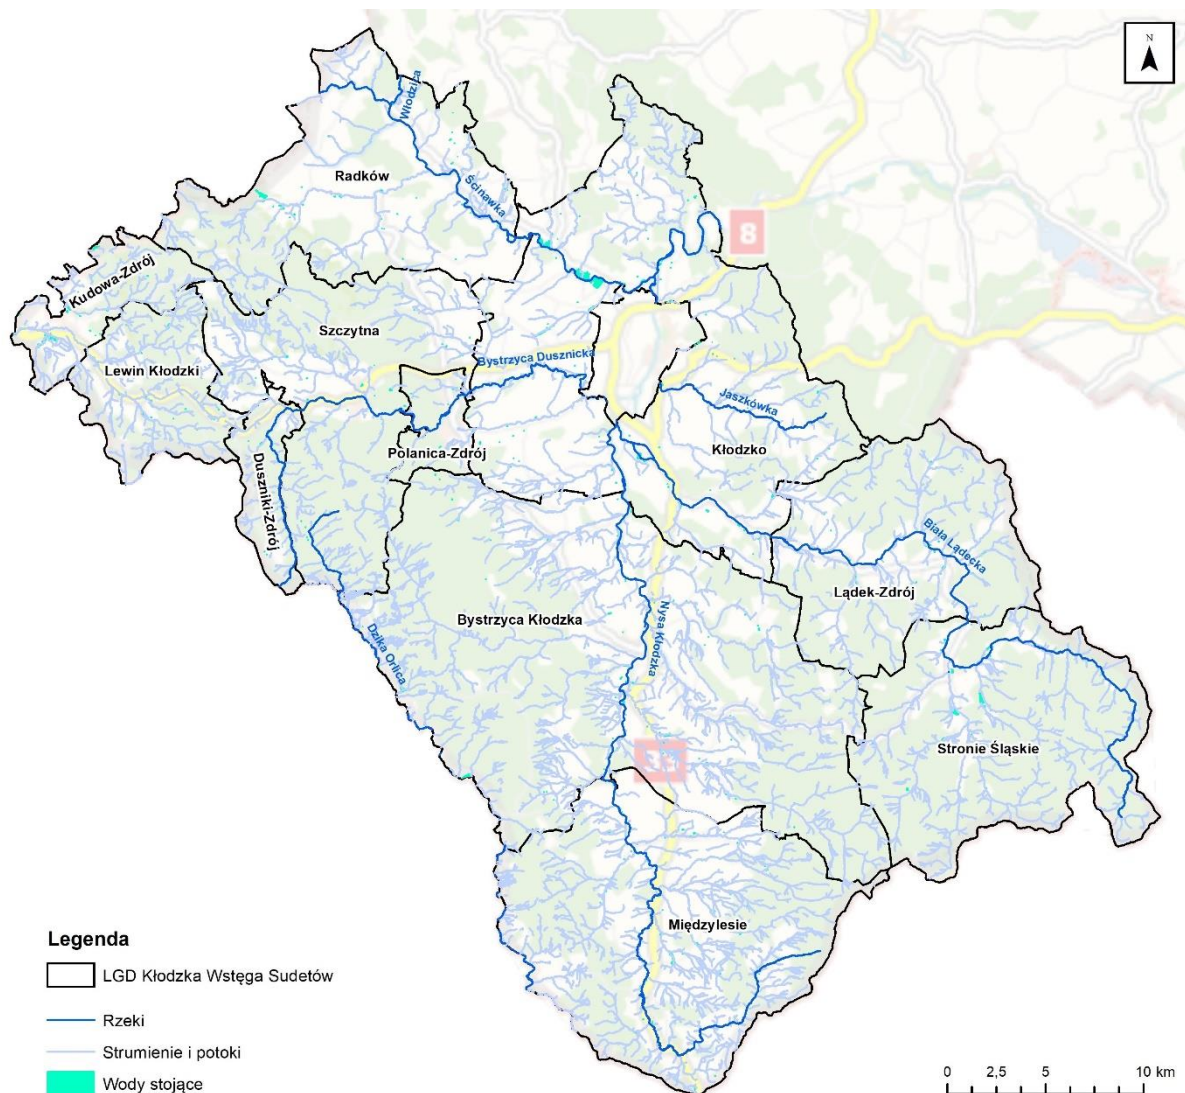 N
Włodzica
8
Radków
Ścinawka
Kudowa-Zdrój
Szczytna
Bystrzyca Dusznicka
Lewin Kłodzki
Jaszkówka
Kłodzko
Polanica-Zdrój
Duszniki-Zdrój
Biała Lądecka
Lądek-Zdrój
Bystrzyca Kłodzka
Nysa Kłodzka
Dzika Orlica
Stronie Śląskie
Międzylesie
Legenda
LGD Kłodzka Wstęga Sudetów
Rzeki
Strumienie i potoki
Wody stojące
0 2,5 5 10 km